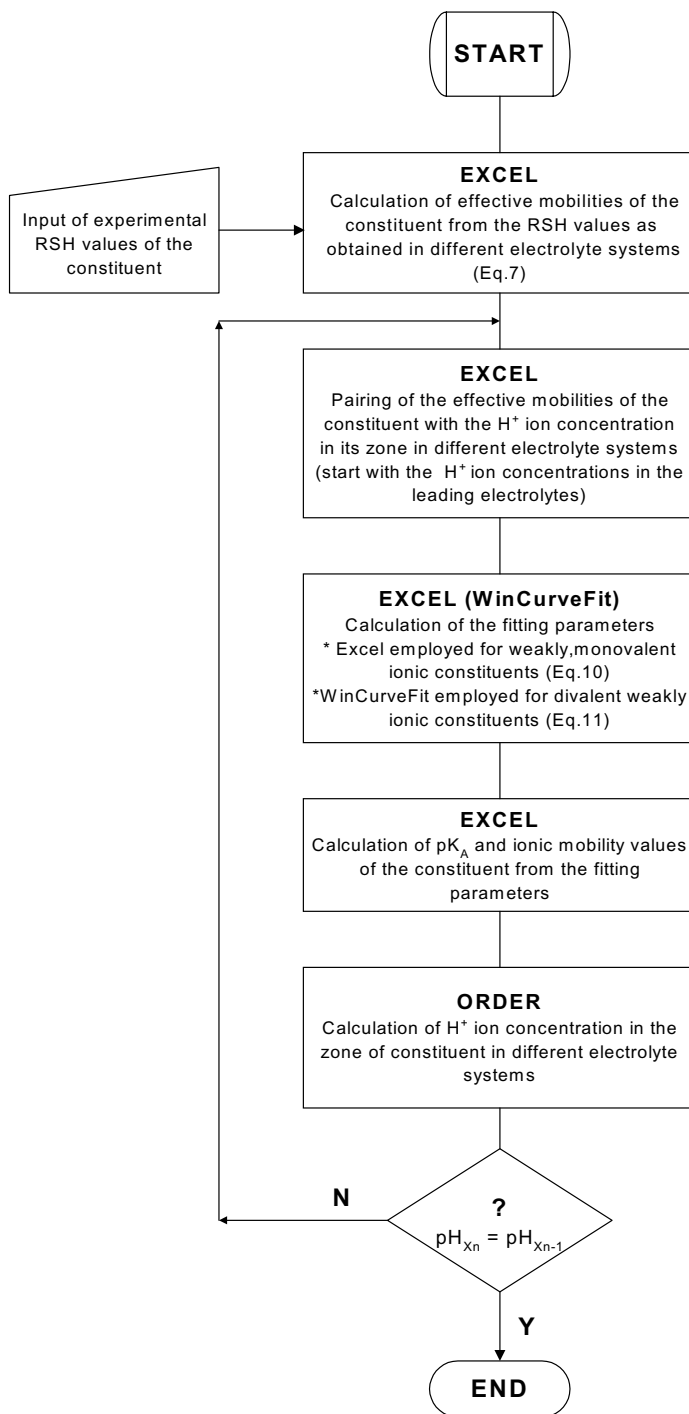 START
EXCEL
Calculation of effective mobilities of the
constituent from the RSH values as
obtained in different electrolyte systems
(Eq.7)
Input of experimental
RSH values of the
constituent
EXCEL
Pairing of the effective mobilities of the
constituent with the H⁺ ion concentration
in its zone in different electrolyte systems
(start with the H⁺ ion concentrations in the
leading electrolytes)
EXCEL (WinCurveFit)
Calculation of the fitting parameters
* Excel employed for weakly,monovalent
ionic constituents (Eq.10)
*WinCurveFit employed for divalent weakly
ionic constituents (Eq.11)
EXCEL
Calculation of pK_A and ionic mobility values
of the constituent from the fitting
parameters
ORDER
Calculation of H⁺ ion concentration in the
zone of constituent in different electrolyte
systems
N
?
pH_Xn = pH_Xn-1
Y
END